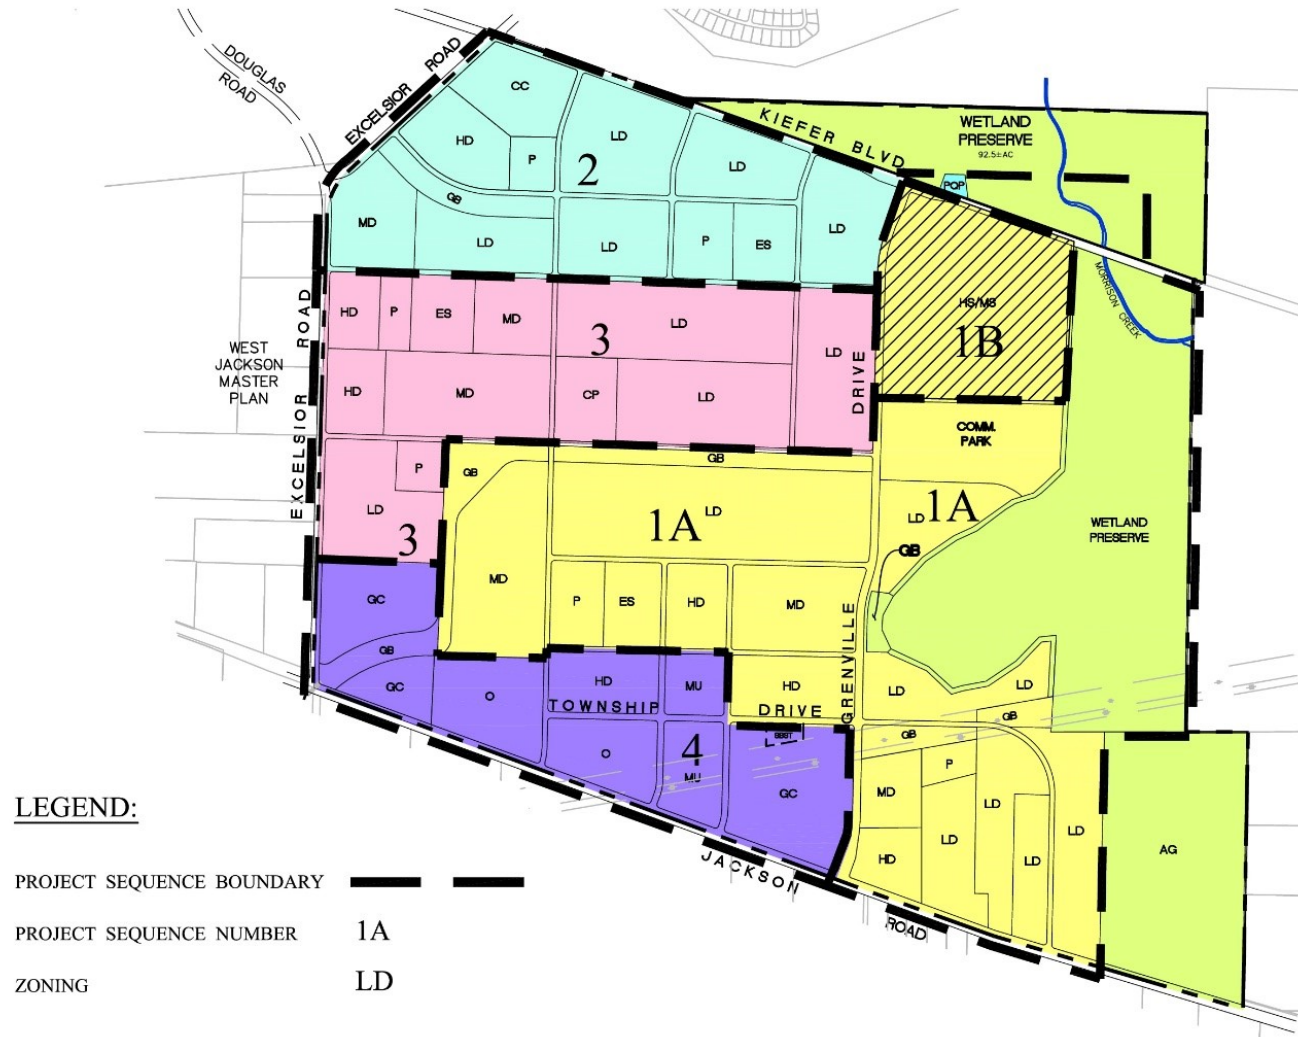 DOUGLAS
ROAD
EXCELSIOR ROAD
CC
HD
P
LD
2
LD
KIEFER BLVD
WETLAND
PRESERVE
92.5±AC
PQP
GB
MD
LD
LD
P
ES
LD
HS/MS
1B
MORRISON CREEK
WEST
JACKSON
MASTER
PLAN
EXCELSIOR ROAD
HD
P
ES
MD
3
LD
LD
DRIVE
HD
MD
CP
LD
COMM.
PARK
P
LD
3
GB
GB
1A
LD
LD
1A
GB
WETLAND
PRESERVE
MD
P
ES
HD
MD
GRENVILLE
GC
GB
GC
O
HD
MU
HD
TOWNSHIP DRIVE
O
4
MU
SBST
GC
LD
LD
GB
GB
P
MD
LD
LD
LD
HD
LD
AG
JACKSON
ROAD
LEGEND:
PROJECT SEQUENCE BOUNDARY
PROJECT SEQUENCE NUMBER 1A
ZONING LD